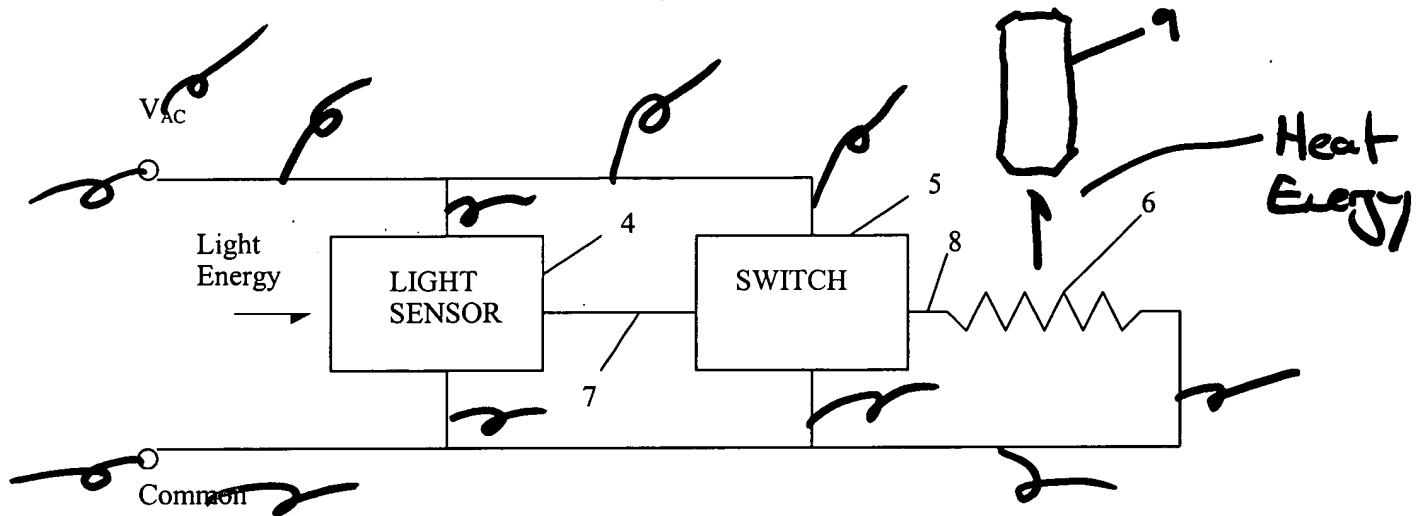 9
V_AC
Heat
Energy
5
6
4
8
Light
Energy
LIGHT
SENSOR
SWITCH
7
Common